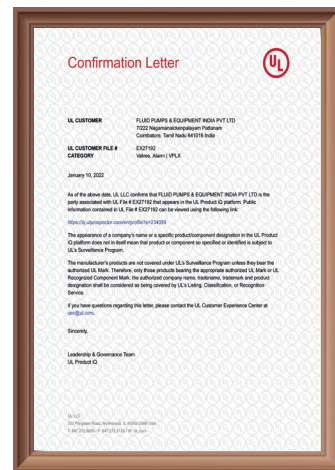 Confirmation Letter
UL
UL CUSTOMER FLUID PUMPS & EQUIPMENT INDIA PVT LTD
7/222 Nagamanaickenpalayam Pattanam
Coimbatore, Tamil Nadu 641016 India
UL CUSTOMER FILE # EX27192
CATEGORY Valves, Alarm | VPLX
January 10, 2022
As of the above date, UL LLC confirms that FLUID PUMPS & EQUIPMENT INDIA PVT LTD is the
party associated with UL File # EX27192 that appears in the UL Product iQ platform. Public
information contained in UL File # EX27192 can be viewed using the following link:
https://iq.ulprospector.com/en/profile?e=234059
The appearance of a company's name or a specific product/component designation in the UL Product
iQ platform does not in itself mean that product or component so specified or identified is subject to
UL's Surveillance Program.
The manufacturer's products are not covered under UL's Surveillance Program unless they bear the
authorized UL Mark. Therefore, only those products bearing the appropriate authorized UL Mark or UL
Recognized Component Mark, the authorized company name, tradename, trademark and product
designation shall be considered as being covered by UL's Listing, Classification, or Recognition
Service.
If you have questions regarding this letter, please contact the UL Customer Experience Center at
cec@ul.com.
Sincerely,
Leadership & Governance Team
UL Product iQ
UL LLC
333 Pfingsten Road, Northbrook, IL 60062-2096 USA